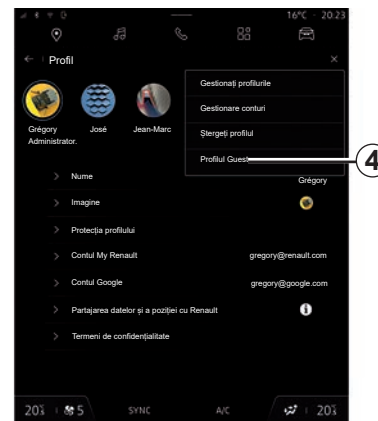 16°C 20:23
← Profil ×
Gestionați profilurile
Gestionare conturi
Ștergeți profilul
Profilul Guest
4
Grégory
Administrator.
José
Jean-Marc
> Nume Grégory
> Imagine
> Protecția profilului
> Contul My Renault gregory@renault.com
> Contul Google gregory@google.com
> Partajarea datelor și a poziției cu Renault
> Termeni de confidențialitate
20⁵ 5 SYNC A/C 20⁵